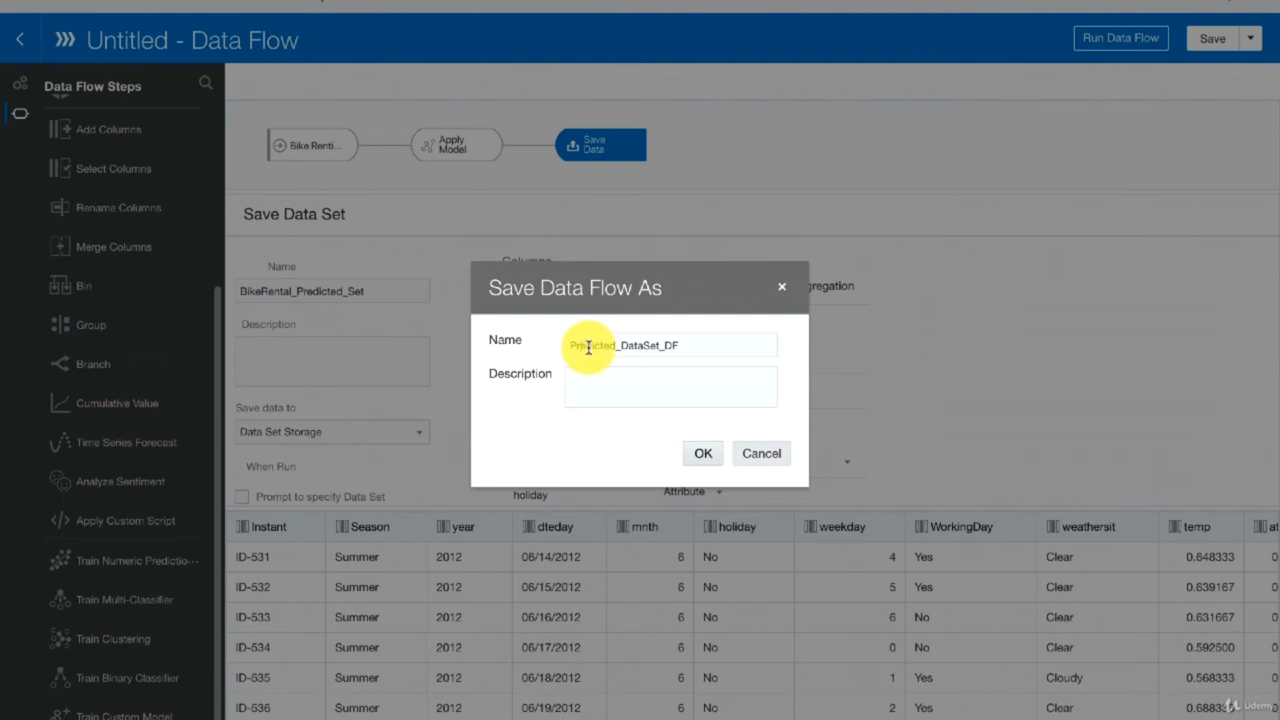 Untitled - Data Flow
Run Data Flow
Save
Data Flow Steps
Add Columns
Select Columns
Rename Columns
Merge Columns
Bin
Group
Branch
Cumulative Value
Time Series Forecast
Analyze Sentiment
Apply Custom Script
Train Numeric Predictio...
Train Multi-Classifier
Train Clustering
Train Binary Classifier
Train Custom Model
Bike Renti...
Apply
Model
Save
Data
Save Data Set
Name
BikeRental_Predicted_Set
Description
Save data to
Data Set Storage
When Run
Prompt to specify Data Set
Columns
holiday
Attribute
Save Data Flow As
×
Name
Predicted_DataSet_DF
Description
OK
Cancel
Instant Season year dteday mnth holiday weekday WorkingDay weathersit temp
ID-531 Summer 2012 06/14/2012 6 No 4 Yes Clear 0.648333
ID-532 Summer 2012 06/15/2012 6 No 5 Yes Clear 0.639167
ID-533 Summer 2012 06/16/2012 6 No 6 No Clear 0.631667
ID-534 Summer 2012 06/17/2012 6 No 0 No Clear 0.592500
ID-535 Summer 2012 06/18/2012 6 No 1 Yes Cloudy 0.568333
ID-536 Summer 2012 06/19/2012 6 No 2 Yes Clear
Udemy